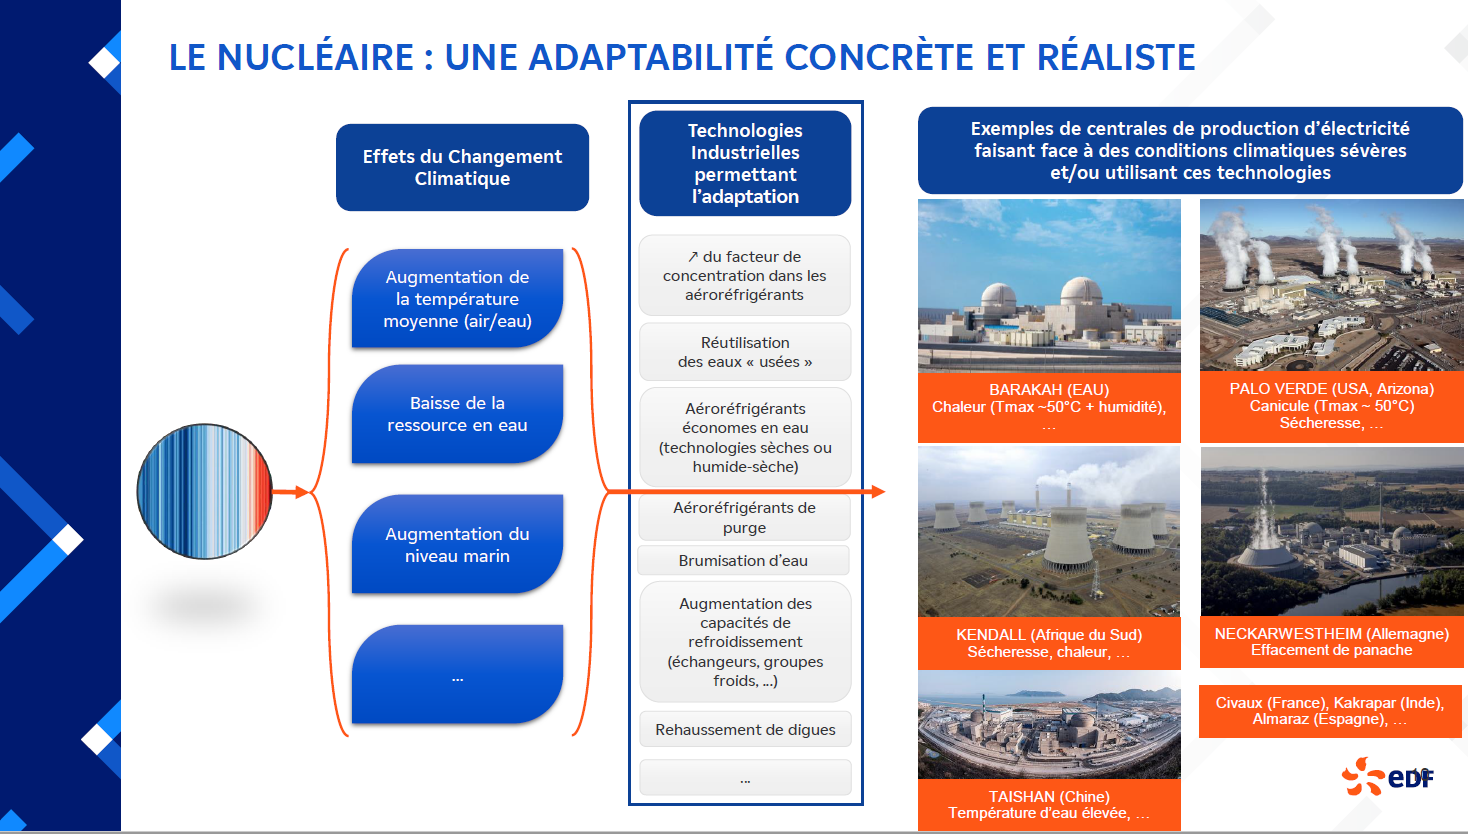 LE NUCLÉAIRE : UNE ADAPTABILITÉ CONCRÈTE ET RÉALISTE
Effets du Changement
Climatique
Augmentation de
la température
moyenne (air/eau)
Baisse de la
ressource en eau
Augmentation du
niveau marin
...
Technologies
Industrielles
permettant
l’adaptation
↗ du facteur de
concentration dans les
aéroréfrigérants
Réutilisation
des eaux « usées »
Aéroréfrigérants
économes en eau
(technologies sèches ou
humide-sèche)
Aéroréfrigérants de
purge
Brumisation d’eau
Augmentation des
capacités de
refroidissement
(échangeurs, groupes
froids, ...)
Rehaussement de digues
...
Exemples de centrales de production d’électricité
faisant face à des conditions climatiques sévères
et/ou utilisant ces technologies
BARAKAH (EAU)
Chaleur (Tmax ~50°C + humidité),
…
PALO VERDE (USA, Arizona)
Canicule (Tmax ~ 50°C)
Sécheresse, …
KENDALL (Afrique du Sud)
Sécheresse, chaleur, …
NECKARWESTHEIM (Allemagne)
Effacement de panache
TAISHAN (Chine)
Température d’eau élevée, …
Civaux (France), Kakrapar (Inde),
Almaraz (Espagne), …
eDF